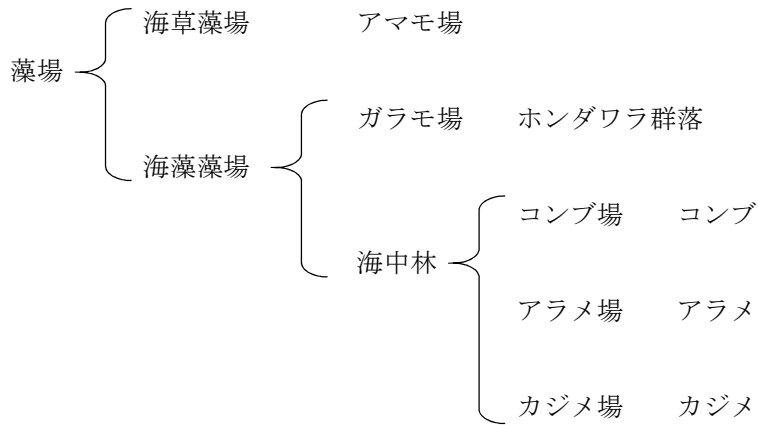 海草藻場 アマモ場
藻場
ガラモ場 ホンダワラ群落
海藻藻場
コンブ場 コンブ
海中林
アラメ場 アラメ
カジメ場 カジメ